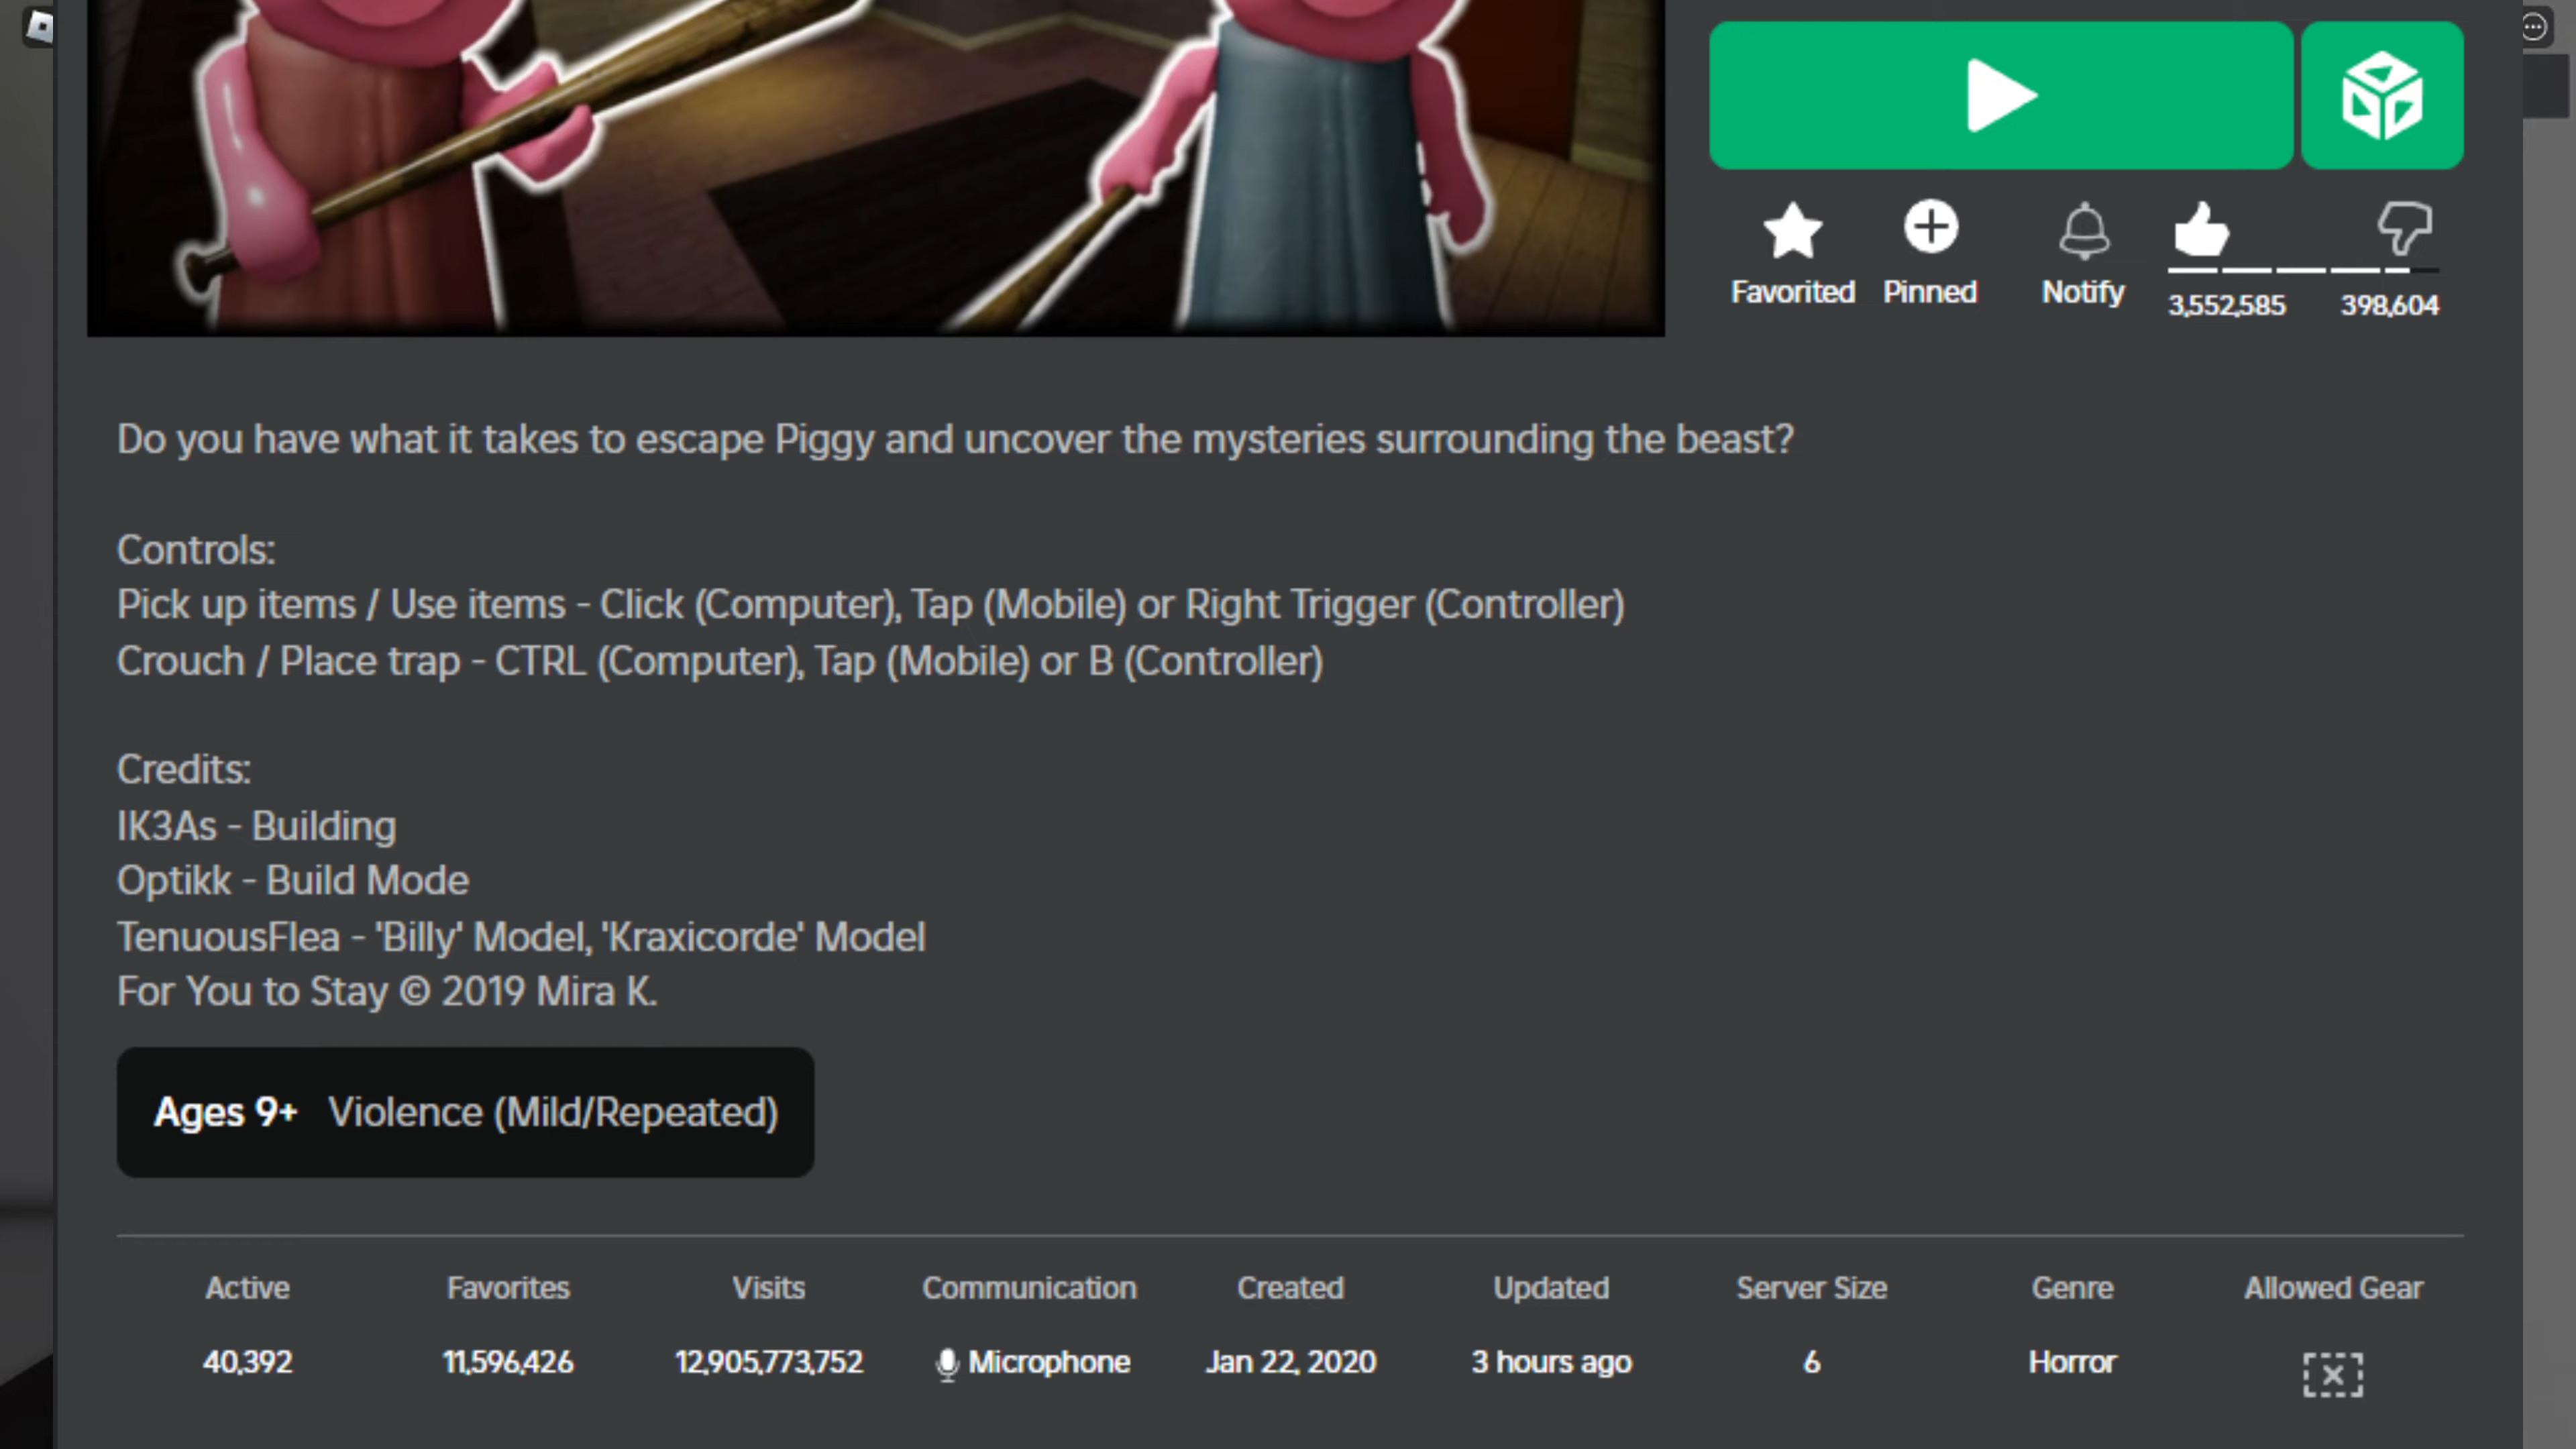 Favorited Pinned Notify
3,552,585 398,604
Do you have what it takes to escape Piggy and uncover the mysteries surrounding the beast?
Controls:
Pick up items / Use items - Click (Computer), Tap (Mobile) or Right Trigger (Controller)
Crouch / Place trap - CTRL (Computer), Tap (Mobile) or B (Controller)
Credits:
IK3As - Building
Optikk - Build Mode
TenuousFlea - 'Billy' Model, 'Kraxicorde' Model
For You to Stay © 2019 Mira K.
Ages 9+ Violence (Mild/Repeated)
Active Favorites Visits Communication Created Updated Server Size Genre Allowed Gear
40,392 11,596,426 12,905,773,752 Microphone Jan 22, 2020 3 hours ago 6 Horror